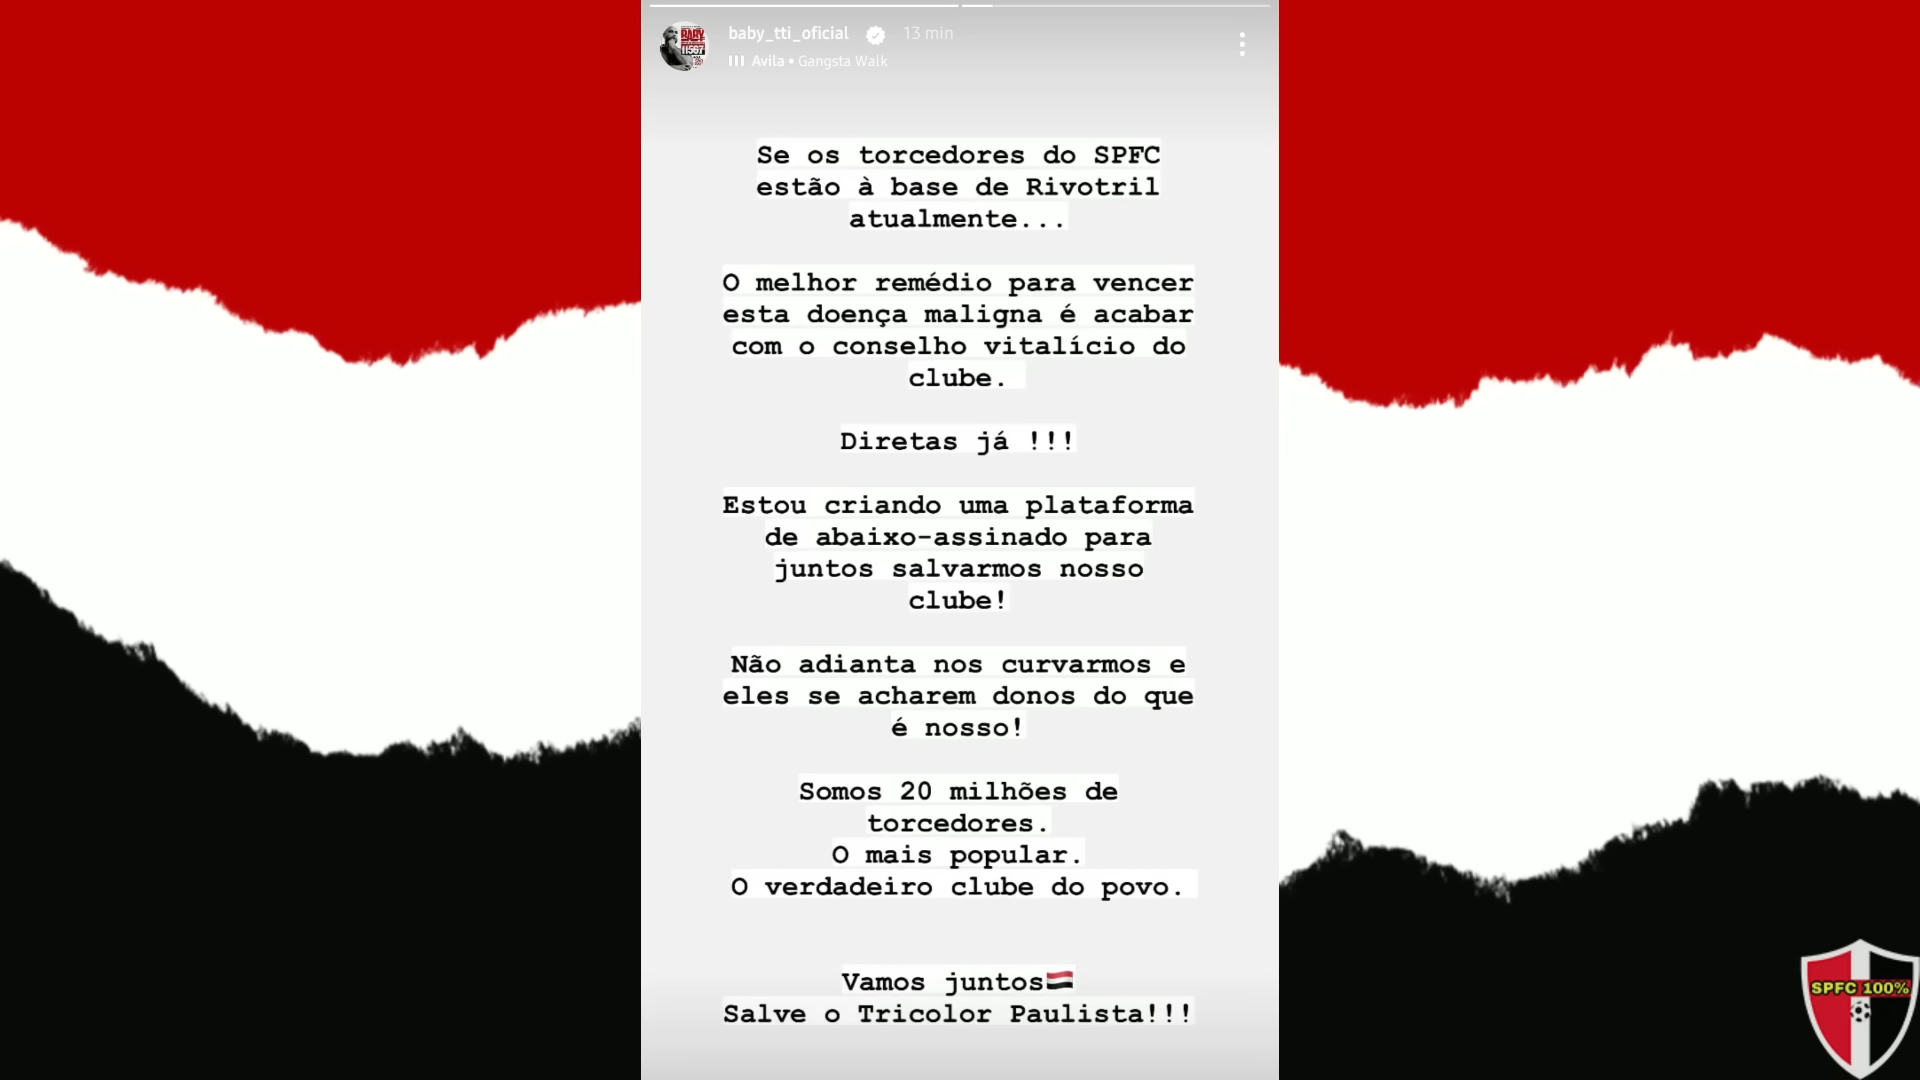 baby_tti_oficial 13 min
Avila • Gangsta Walk
BABY
11567
Se os torcedores do SPFC
estão à base de Rivotril
atualmente...
O melhor remédio para vencer
esta doença maligna é acabar
com o conselho vitalício do
clube.
Diretas já !!!
Estou criando uma plataforma
de abaixo-assinado para
juntos salvarmos nosso
clube!
Não adianta nos curvarmos e
eles se acharem donos do que
é nosso!
Somos 20 milhões de
torcedores.
O mais popular.
O verdadeiro clube do povo.
Vamos juntos🇾🇪
Salve o Tricolor Paulista!!!
SPFC 100%